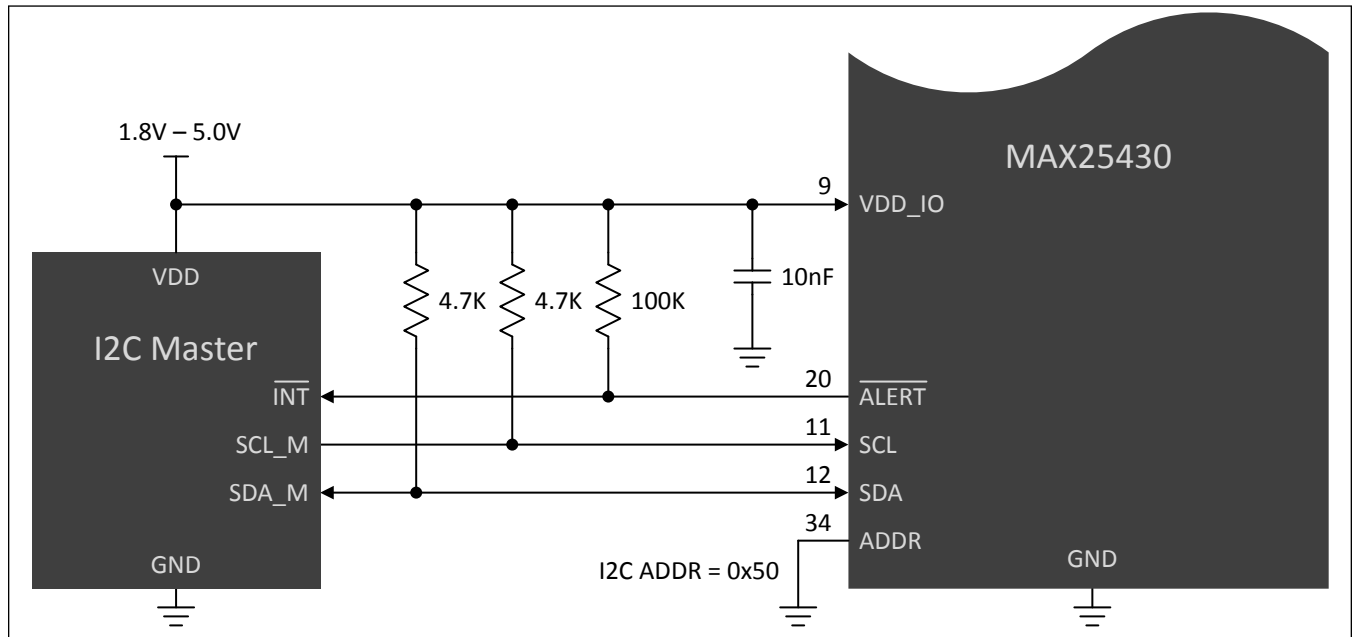 1.8V – 5.0V
MAX25430
9
VDD_IO
VDD
4.7K
4.7K
100K
10nF
I2C Master
20
INT
ALERT
11
SCL_M
SCL
12
SDA_M
SDA
34
ADDR
GND
I2C ADDR = 0x50
GND